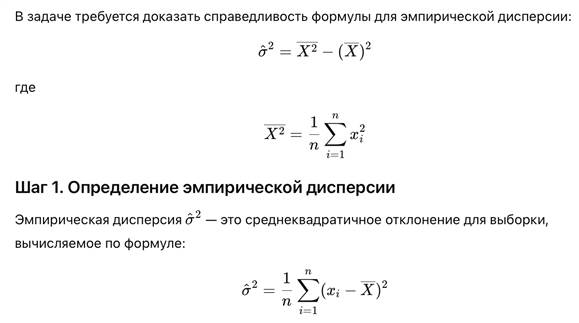 В задаче требуется доказать справедливость формулы для эмпирической дисперсии:
$\hat{\sigma}^2 = \overline{X^2} - (\overline{X})^2$
где
$\overline{X^2} = \frac{1}{n} \sum_{i=1}^{n} x_i^2$
Шаг 1. Определение эмпирической дисперсии
Эмпирическая дисперсия $\hat{\sigma}^2$ — это среднеквадратичное отклонение для выборки,
вычисляемое по формуле:
$\hat{\sigma}^2 = \frac{1}{n} \sum_{i=1}^{n} (x_i - \overline{X})^2$